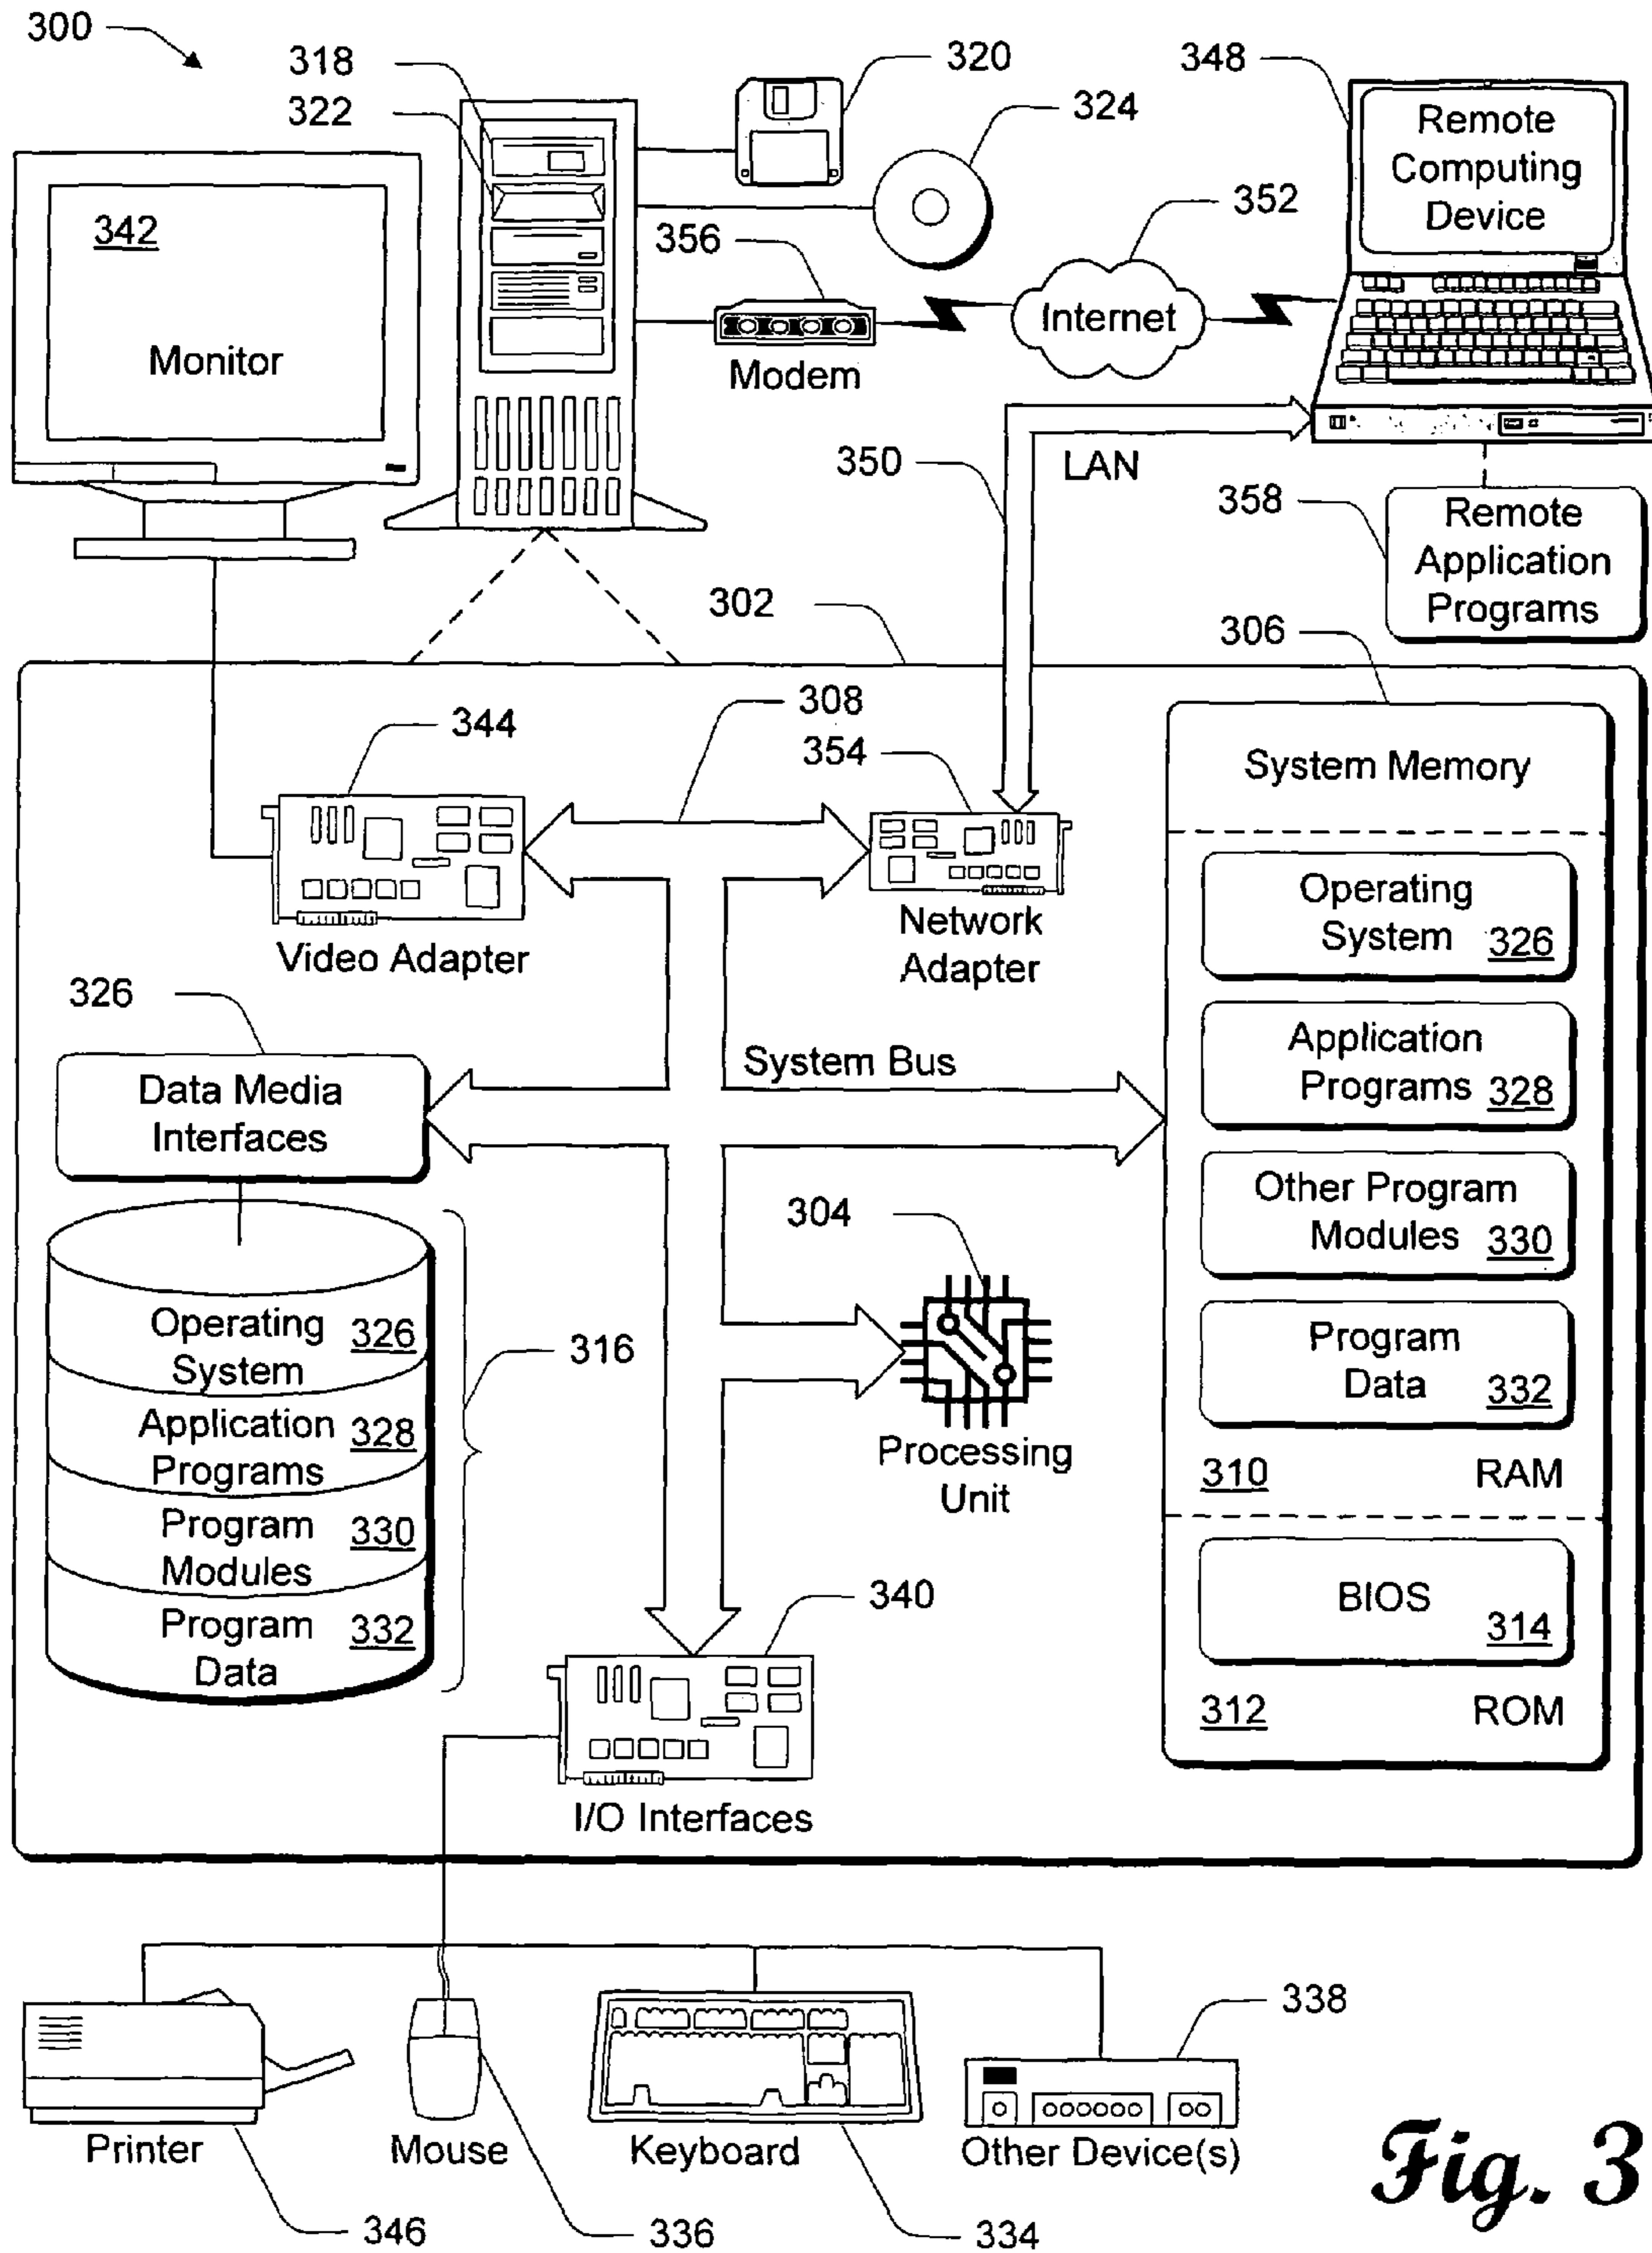 300
318
322
320
324
348
Remote
Computing
Device
342
Monitor
356
Modem
352
Internet
350
LAN
358
Remote
Application
Programs
302
306
308
344
354
Video Adapter
Network
Adapter
System Memory
Operating
System 326
Application
Programs 328
Other Program
Modules 330
Program
Data 332
310 RAM
BIOS
314
312 ROM
326
Data Media
Interfaces
System Bus
304
Processing
Unit
Operating
System 326
Application
Programs 328
Program
Modules 330
Program
Data 332
316
340
I/O Interfaces
338
Printer
Mouse
Keyboard
Other Device(s)
346
336
334
Fig. 3